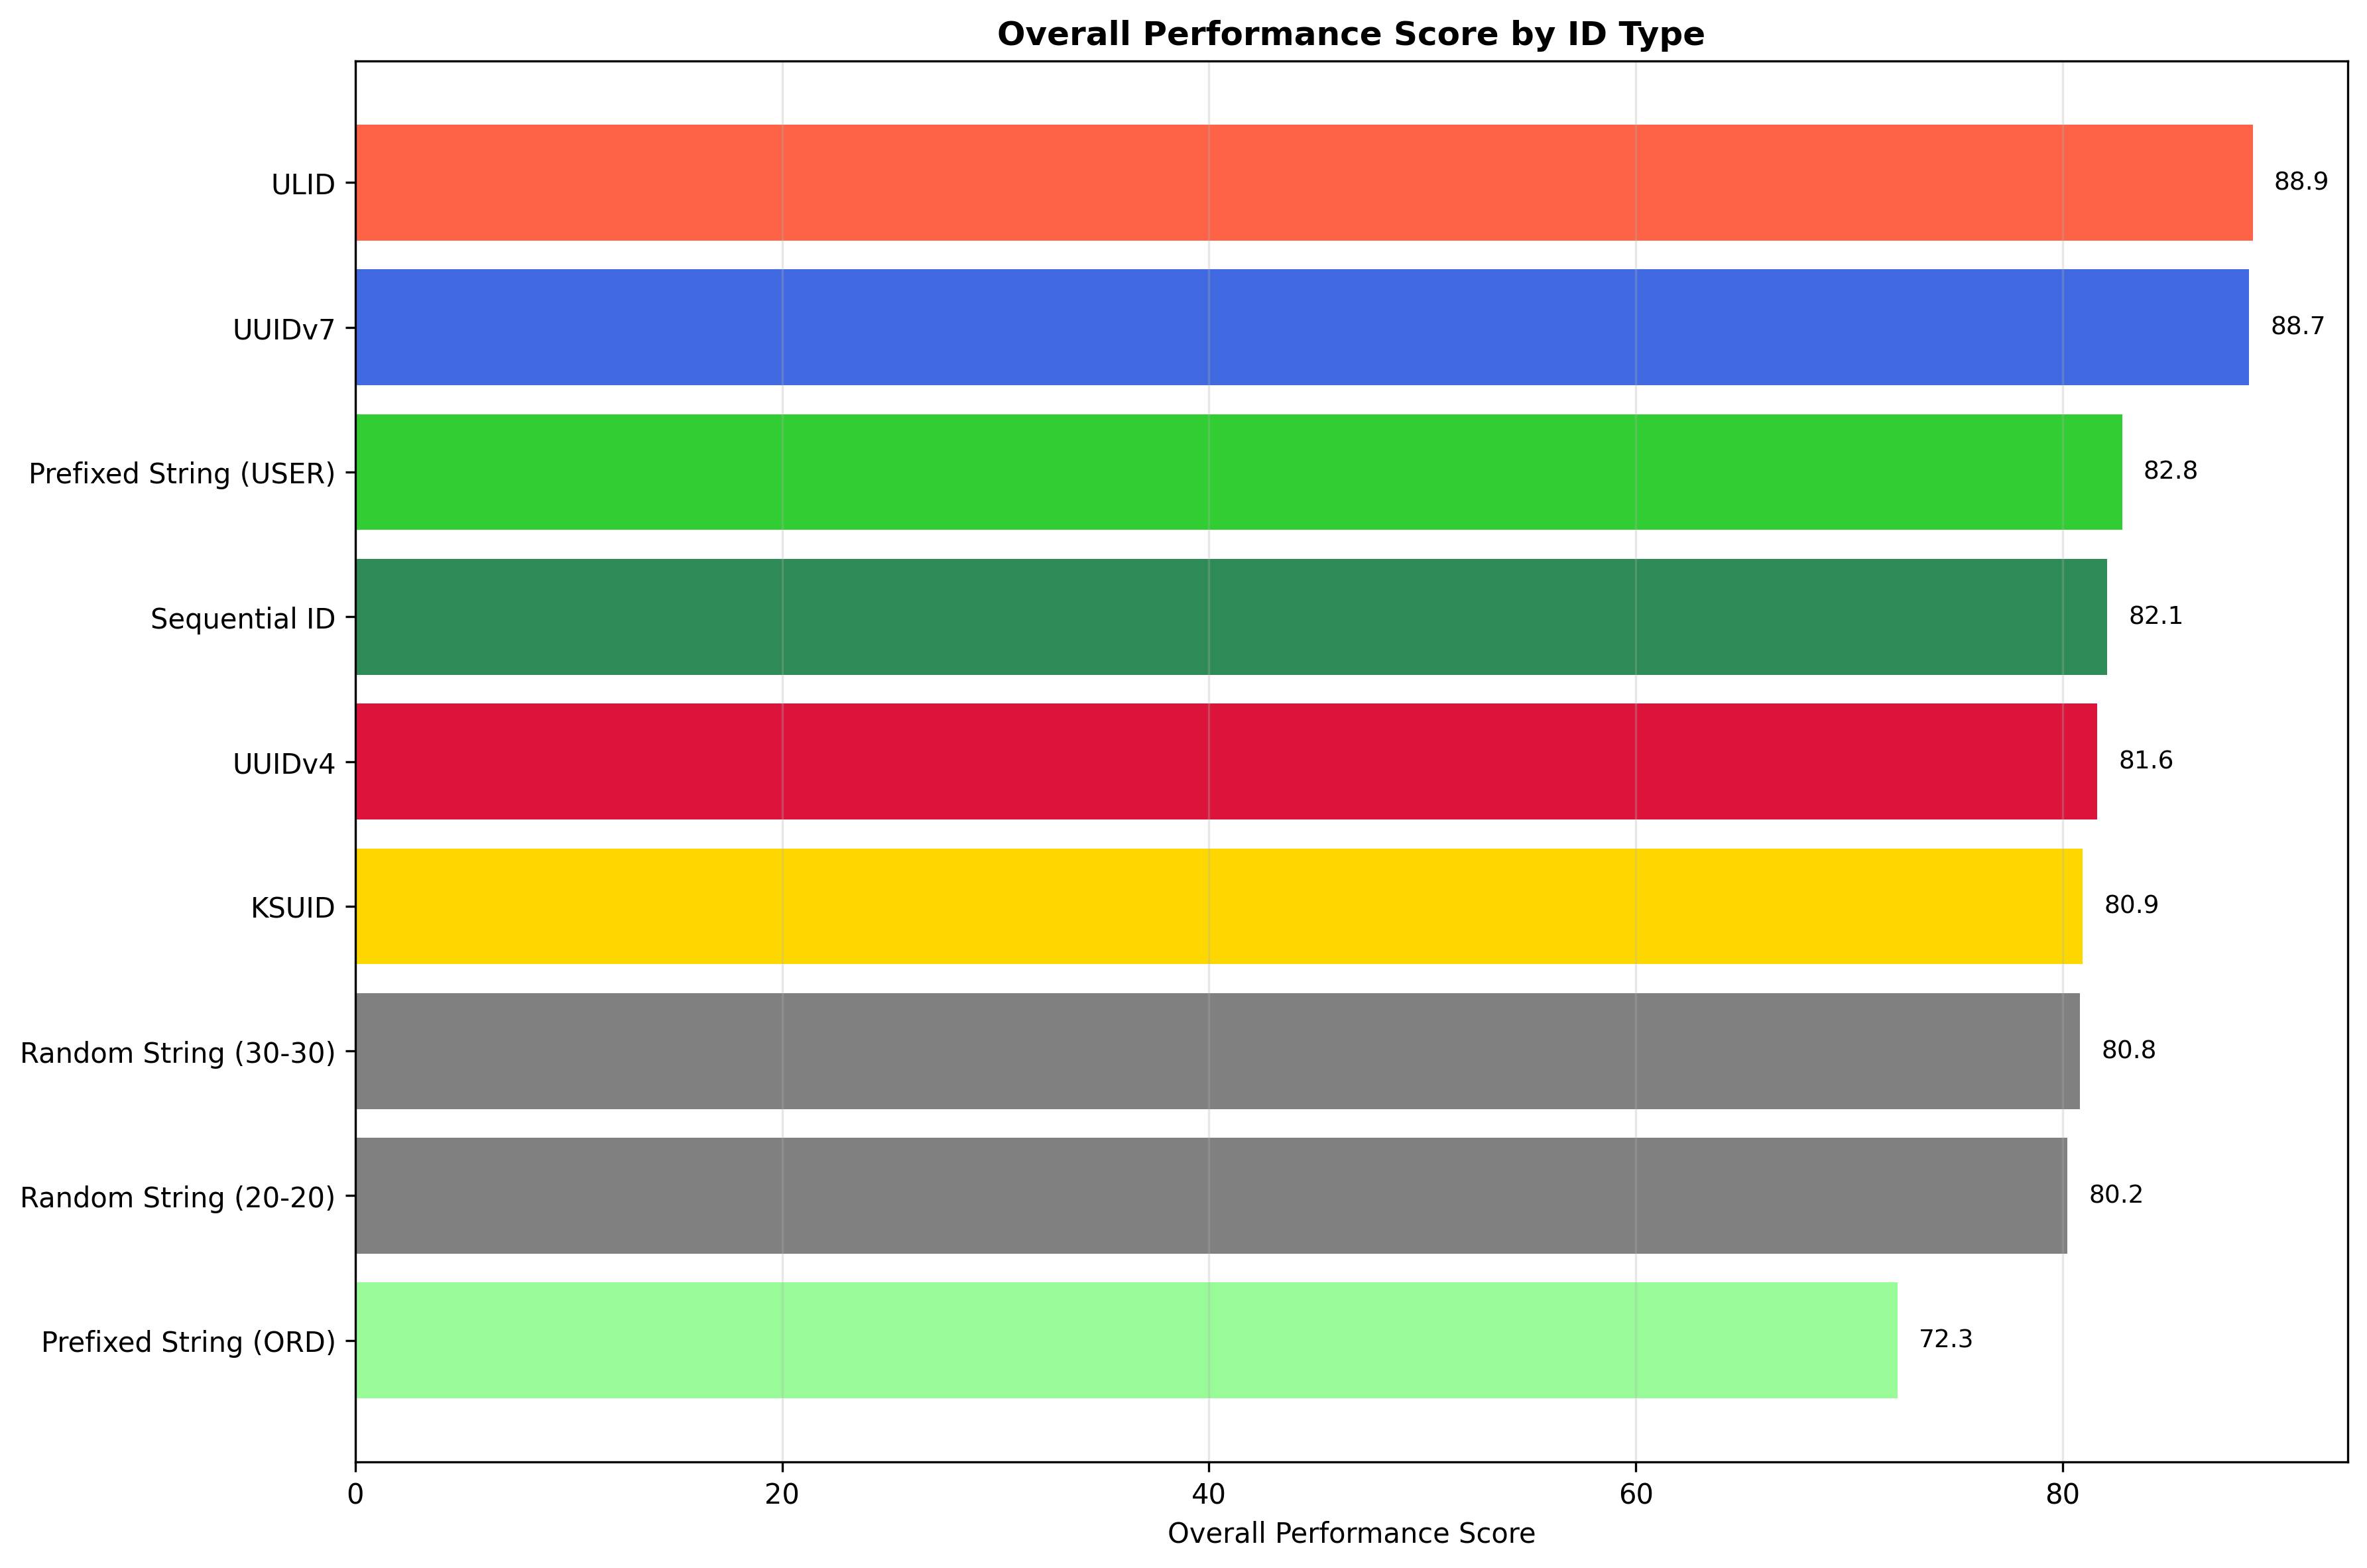 Overall Performance Score by ID Type
ULID
88.9
UUIDv7
88.7
Prefixed String (USER)
82.8
Sequential ID
82.1
UUIDv4
81.6
KSUID
80.9
Random String (30-30)
80.8
Random String (20-20)
80.2
Prefixed String (ORD)
72.3
0 20 40 60 80
Overall Performance Score